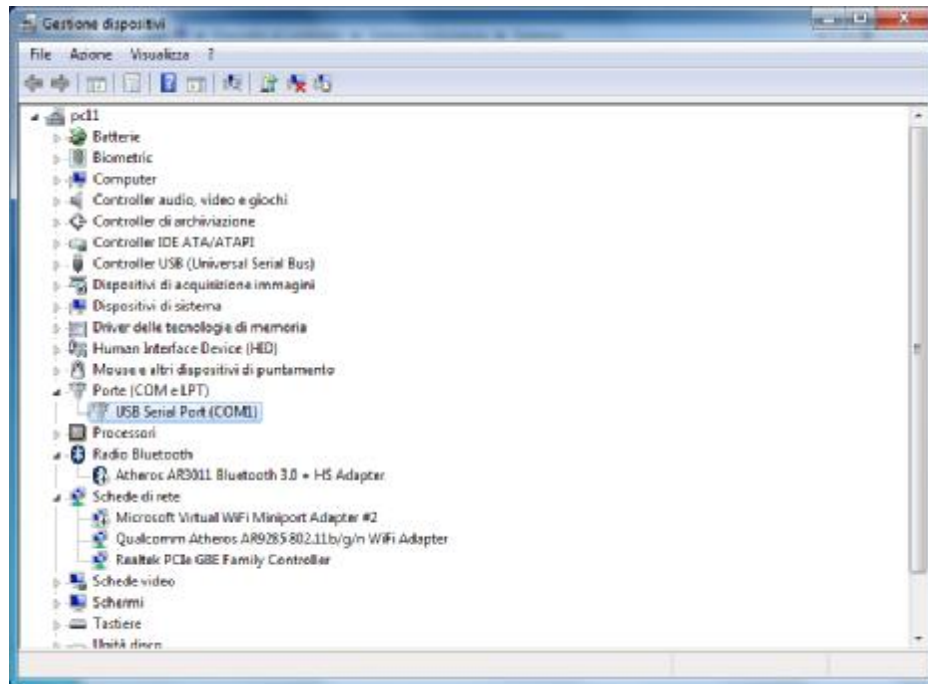 Gestione dispositivi
File Azione Visualizza ?
pc11
Batterie
Biometric
Computer
Controller audio, video e giochi
Controller di archiviazione
Controller IDE ATA/ATAPI
Controller USB (Universal Serial Bus)
Dispositivi di acquisizione immagini
Dispositivi di sistema
Driver delle tecnologie di memoria
Human Interface Device (HID)
Mouse e altri dispositivi di puntamento
Porte (COM e LPT)
USB Serial Port (COM1)
Processori
Radio Bluetooth
Atheros AR3011 Bluetooth 3.0 + HS Adapter
Schede di rete
Microsoft Virtual WiFi Miniport Adapter #2
Qualcomm Atheros AR9285 802.11b/g/n WiFi Adapter
Realtek PCIe GBE Family Controller
Schede video
Schermi
Tastiere
Unità disco